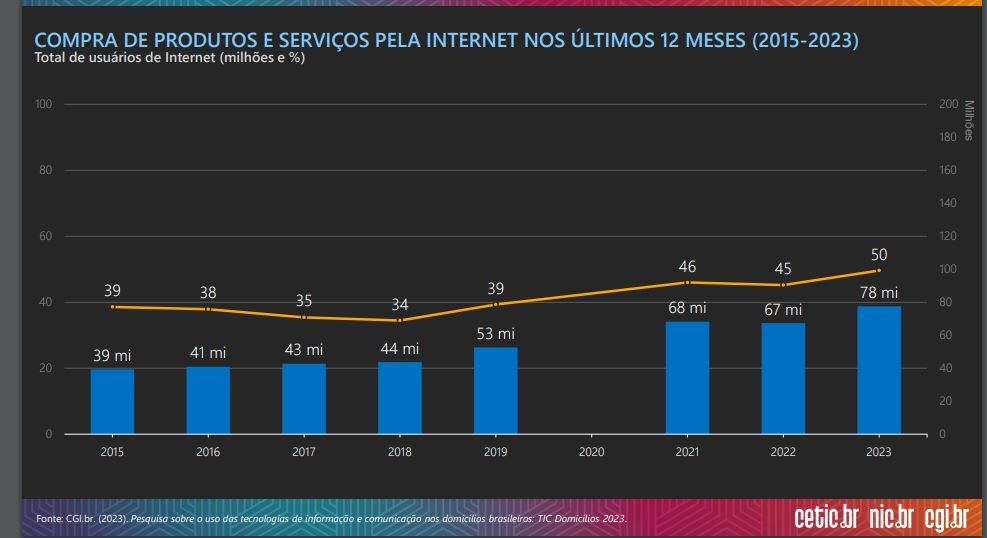 COMPRA DE PRODUTOS E SERVIÇOS PELA INTERNET NOS ÚLTIMOS 12 MESES (2015-2023)
Total de usuários de Internet (milhões e %)
100
80
60
40
20
0
200
180
160
140
120
100
80
60
40
20
0
Milhões
39
38
35
34
39
46
45
50
39 mi
41 mi
43 mi
44 mi
53 mi
68 mi
67 mi
78 mi
2015
2016
2017
2018
2019
2020
2021
2022
2023
Fonte: CGI.br. (2023). Pesquisa sobre o uso das tecnologias de informação e comunicação nos domicílios brasileiros: TIC Domicílios 2023.
cetic.br nic.br cgi.br